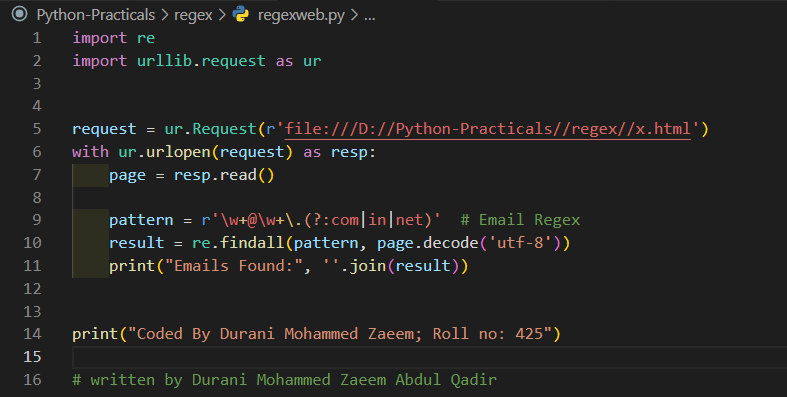 Python-Practicals > regex > regexweb.py > ...
1 import re
2 import urllib.request as ur
3
4
5 request = ur.Request(r'file:///D://Python-Practicals//regex//x.html')
6 with ur.urlopen(request) as resp:
7     page = resp.read()
8
9     pattern = r'\w+@\w+\.(?:com|in|net)'  # Email Regex
10     result = re.findall(pattern, page.decode('utf-8'))
11     print("Emails Found:", ''.join(result))
12
13
14 print("Coded By Durani Mohammed Zaeem; Roll no: 425")
15
16 # written by Durani Mohammed Zaeem Abdul Qadir